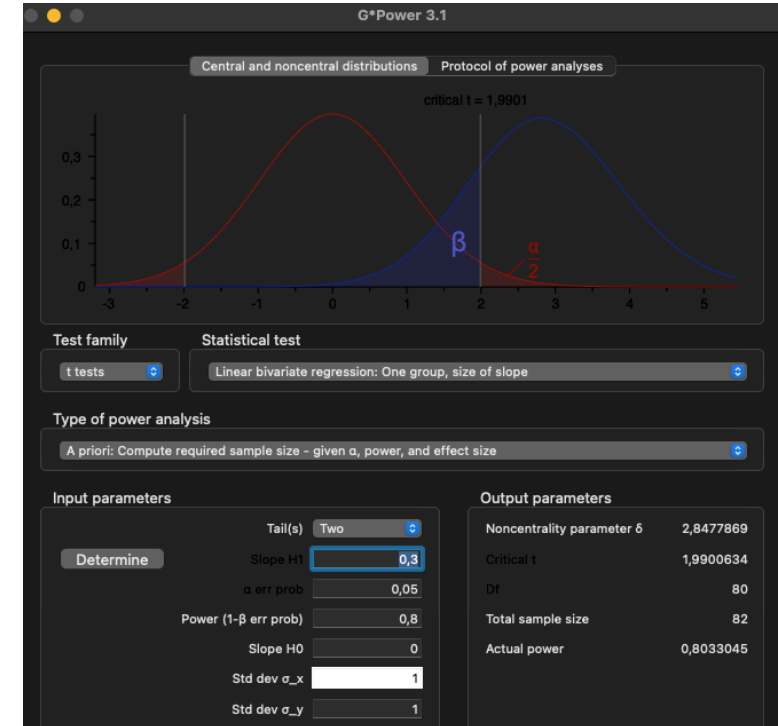 G*Power 3.1
Central and noncentral distributions Protocol of power analyses
critical t = 1,9901
0,3
0,2
0,1
0
β
α
2
-3 -2 -1 0 1 2 3 4 5
Test family Statistical test
t tests Linear bivariate regression: One group, size of slope
Type of power analysis
A priori: Compute required sample size - given α, power, and effect size
Input parameters Output parameters
Tail(s) Two Noncentrality parameter δ 2,8477869
Determine Slope H1 0,3 Critical t 1,9900634
α err prob 0,05 Df 80
Power (1-β err prob) 0,8 Total sample size 82
Slope H0 0 Actual power 0,8033045
Std dev σ_x 1
Std dev σ_y 1